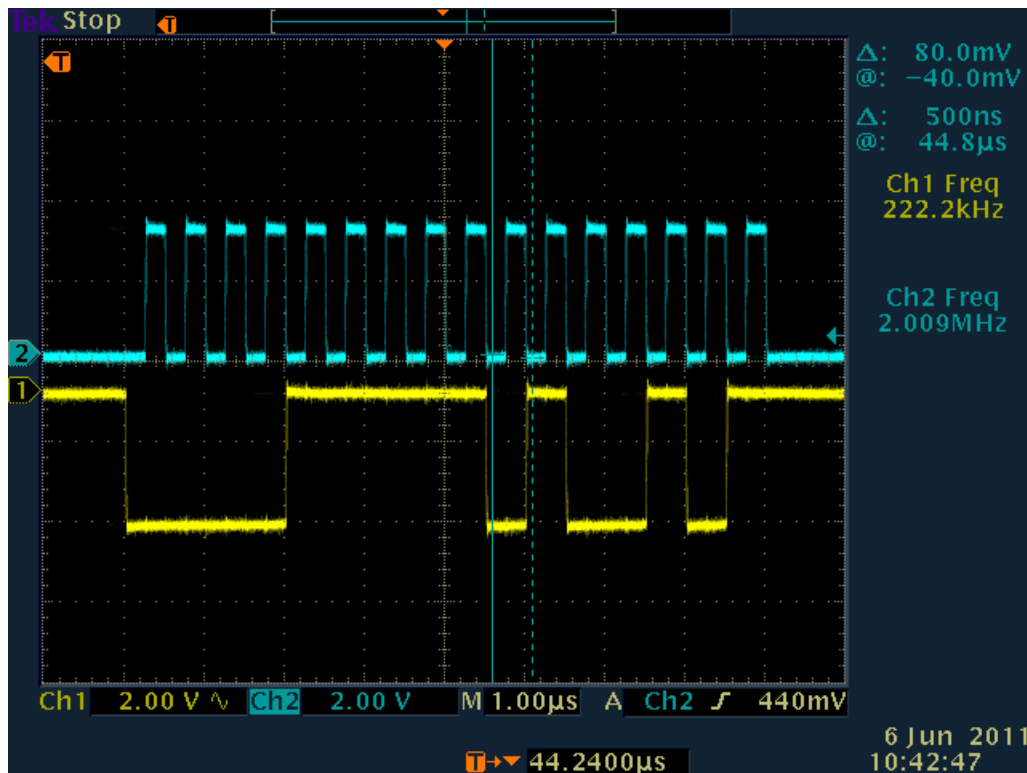 Tek Stop
T
T
Δ: 80.0mV
@: −40.0mV
Δ: 500ns
@: 44.8µs
Ch1 Freq
222.2kHz
Ch2 Freq
2.009MHz
2
1
Ch1 2.00 V Ch2 2.00 V M 1.00µs A Ch2 440mV
T 44.2400µs
6 Jun 2011
10:42:47